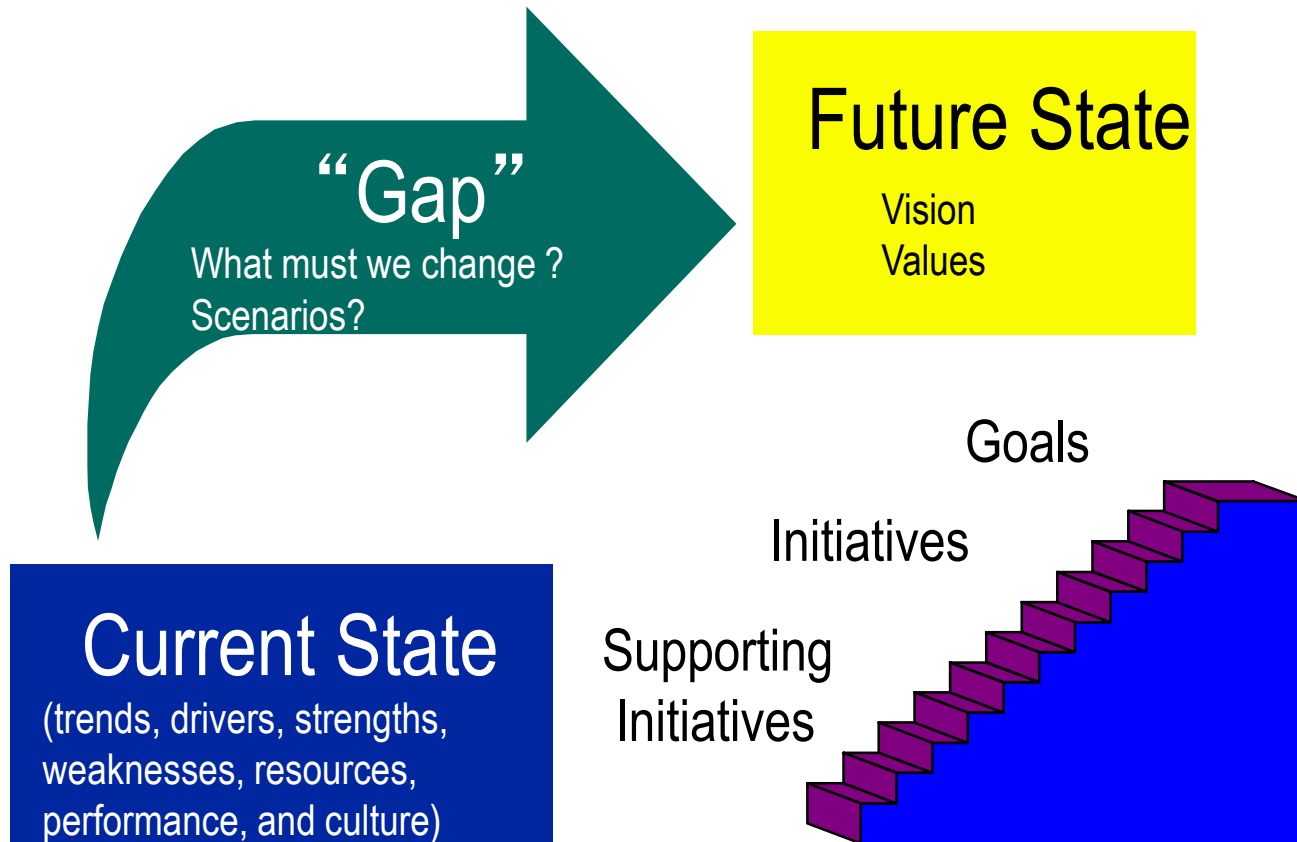 “Gap”
What must we change ?
Scenarios?
Future State
Vision
Values
Goals
Initiatives
Supporting
Initiatives
Current State
(trends, drivers, strengths,
weaknesses, resources,
performance, and culture)